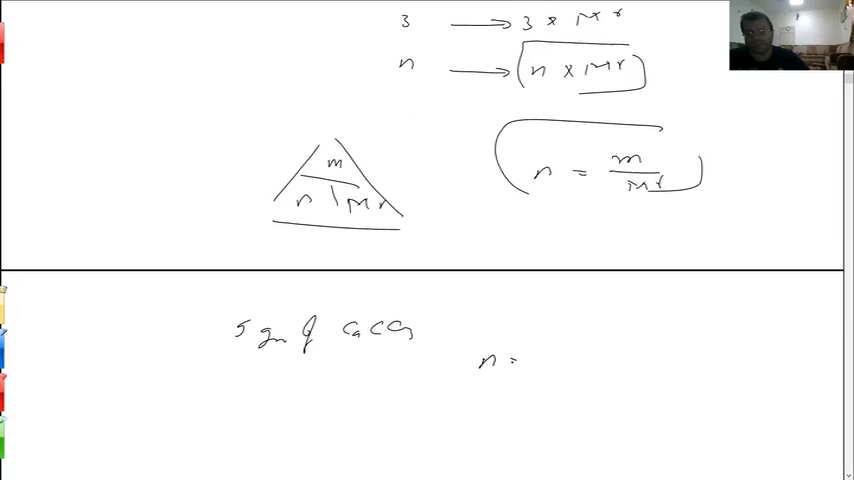 3 → 3 × Mr
n → n × Mr
m
n Mr
n = m / Mr
5 gm of CaCO3
n =